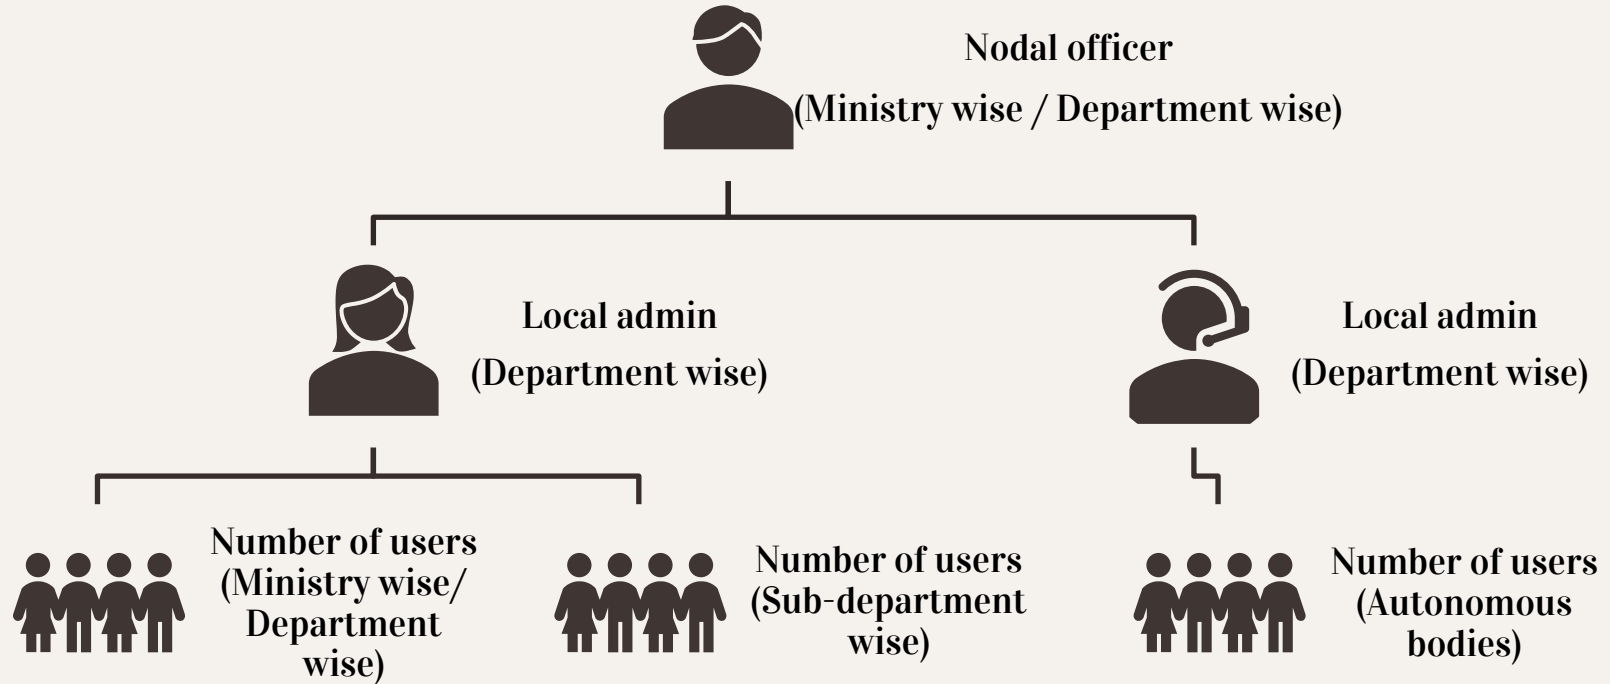 Nodal officer
(Ministry wise / Department wise)
Local admin
(Department wise)
Local admin
(Department wise)
Number of users
(Ministry wise/
Department
wise)
Number of users
(Sub-department
wise)
Number of users
(Autonomous
bodies)